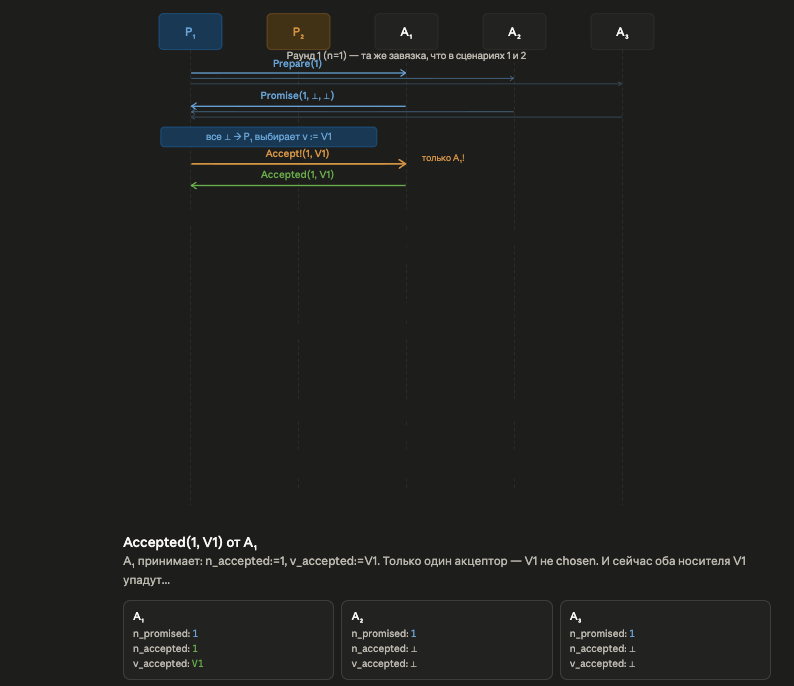 P₁ P₂ A₁ A₂ A₃
Раунд 1 (n=1) — та же завязка, что в сценариях 1 и 2
Prepare(1)
Promise(1, ⊥, ⊥)
все ⊥ → P₁ выбирает v := V1
Accept!(1, V1)
только A₁!
Accepted(1, V1)
Accepted(1, V1) от A₁
A₁ принимает: n_accepted:=1, v_accepted:=V1. Только один акцептор — V1 не chosen. И сейчас оба носителя V1
упадут...
A₁
n_promised: 1
n_accepted: 1
v_accepted: V1
A₂
n_promised: 1
n_accepted: ⊥
v_accepted: ⊥
A₃
n_promised: 1
n_accepted: ⊥
v_accepted: ⊥